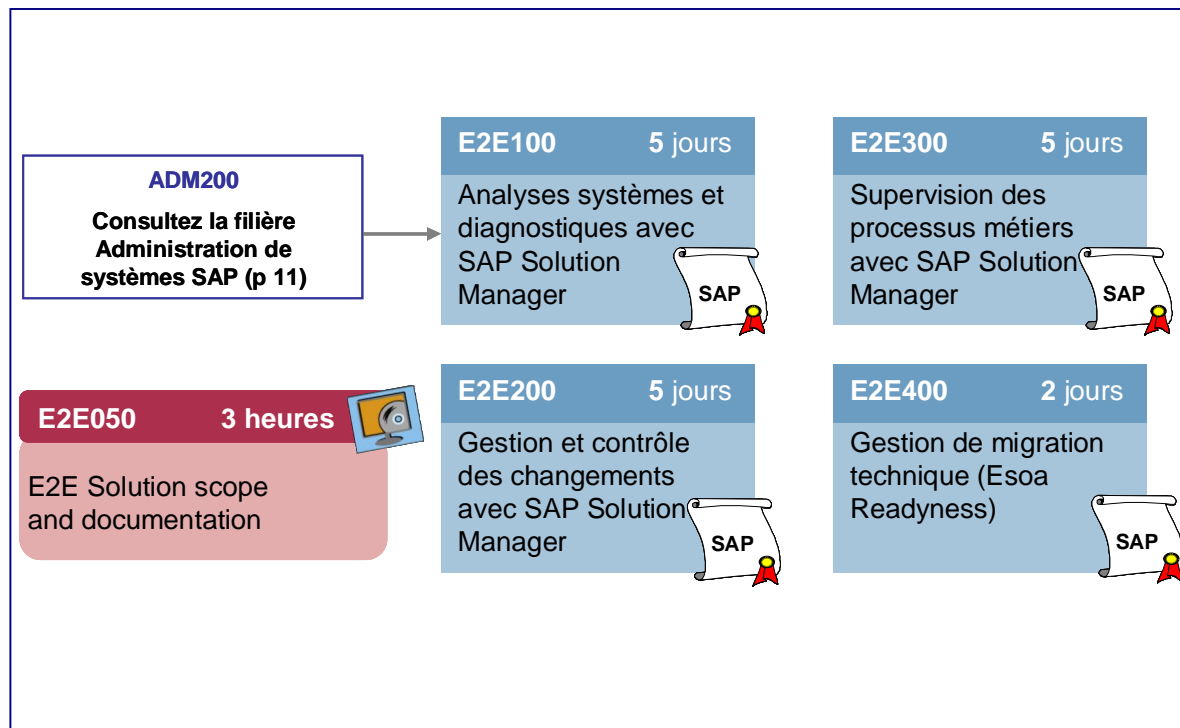 ADM200
Consultez la filière
Administration de
systèmes SAP (p 11)
E2E100 5 jours
Analyses systèmes et
diagnostiques avec
SAP Solution
Manager
SAP
E2E300 5 jours
Supervision des
processus métiers
avec SAP Solution
Manager
SAP
E2E050 3 heures
E2E Solution scope
and documentation
E2E200 5 jours
Gestion et contrôle
des changements
avec SAP Solution
Manager
SAP
E2E400 2 jours
Gestion de migration
technique (Esoa
Readyness)
SAP